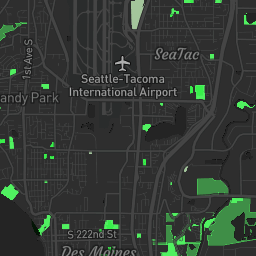 SeaTac
1st Ave S
Seattle-Tacoma
International Airport
andy Park
S 222nd St
Des Moines